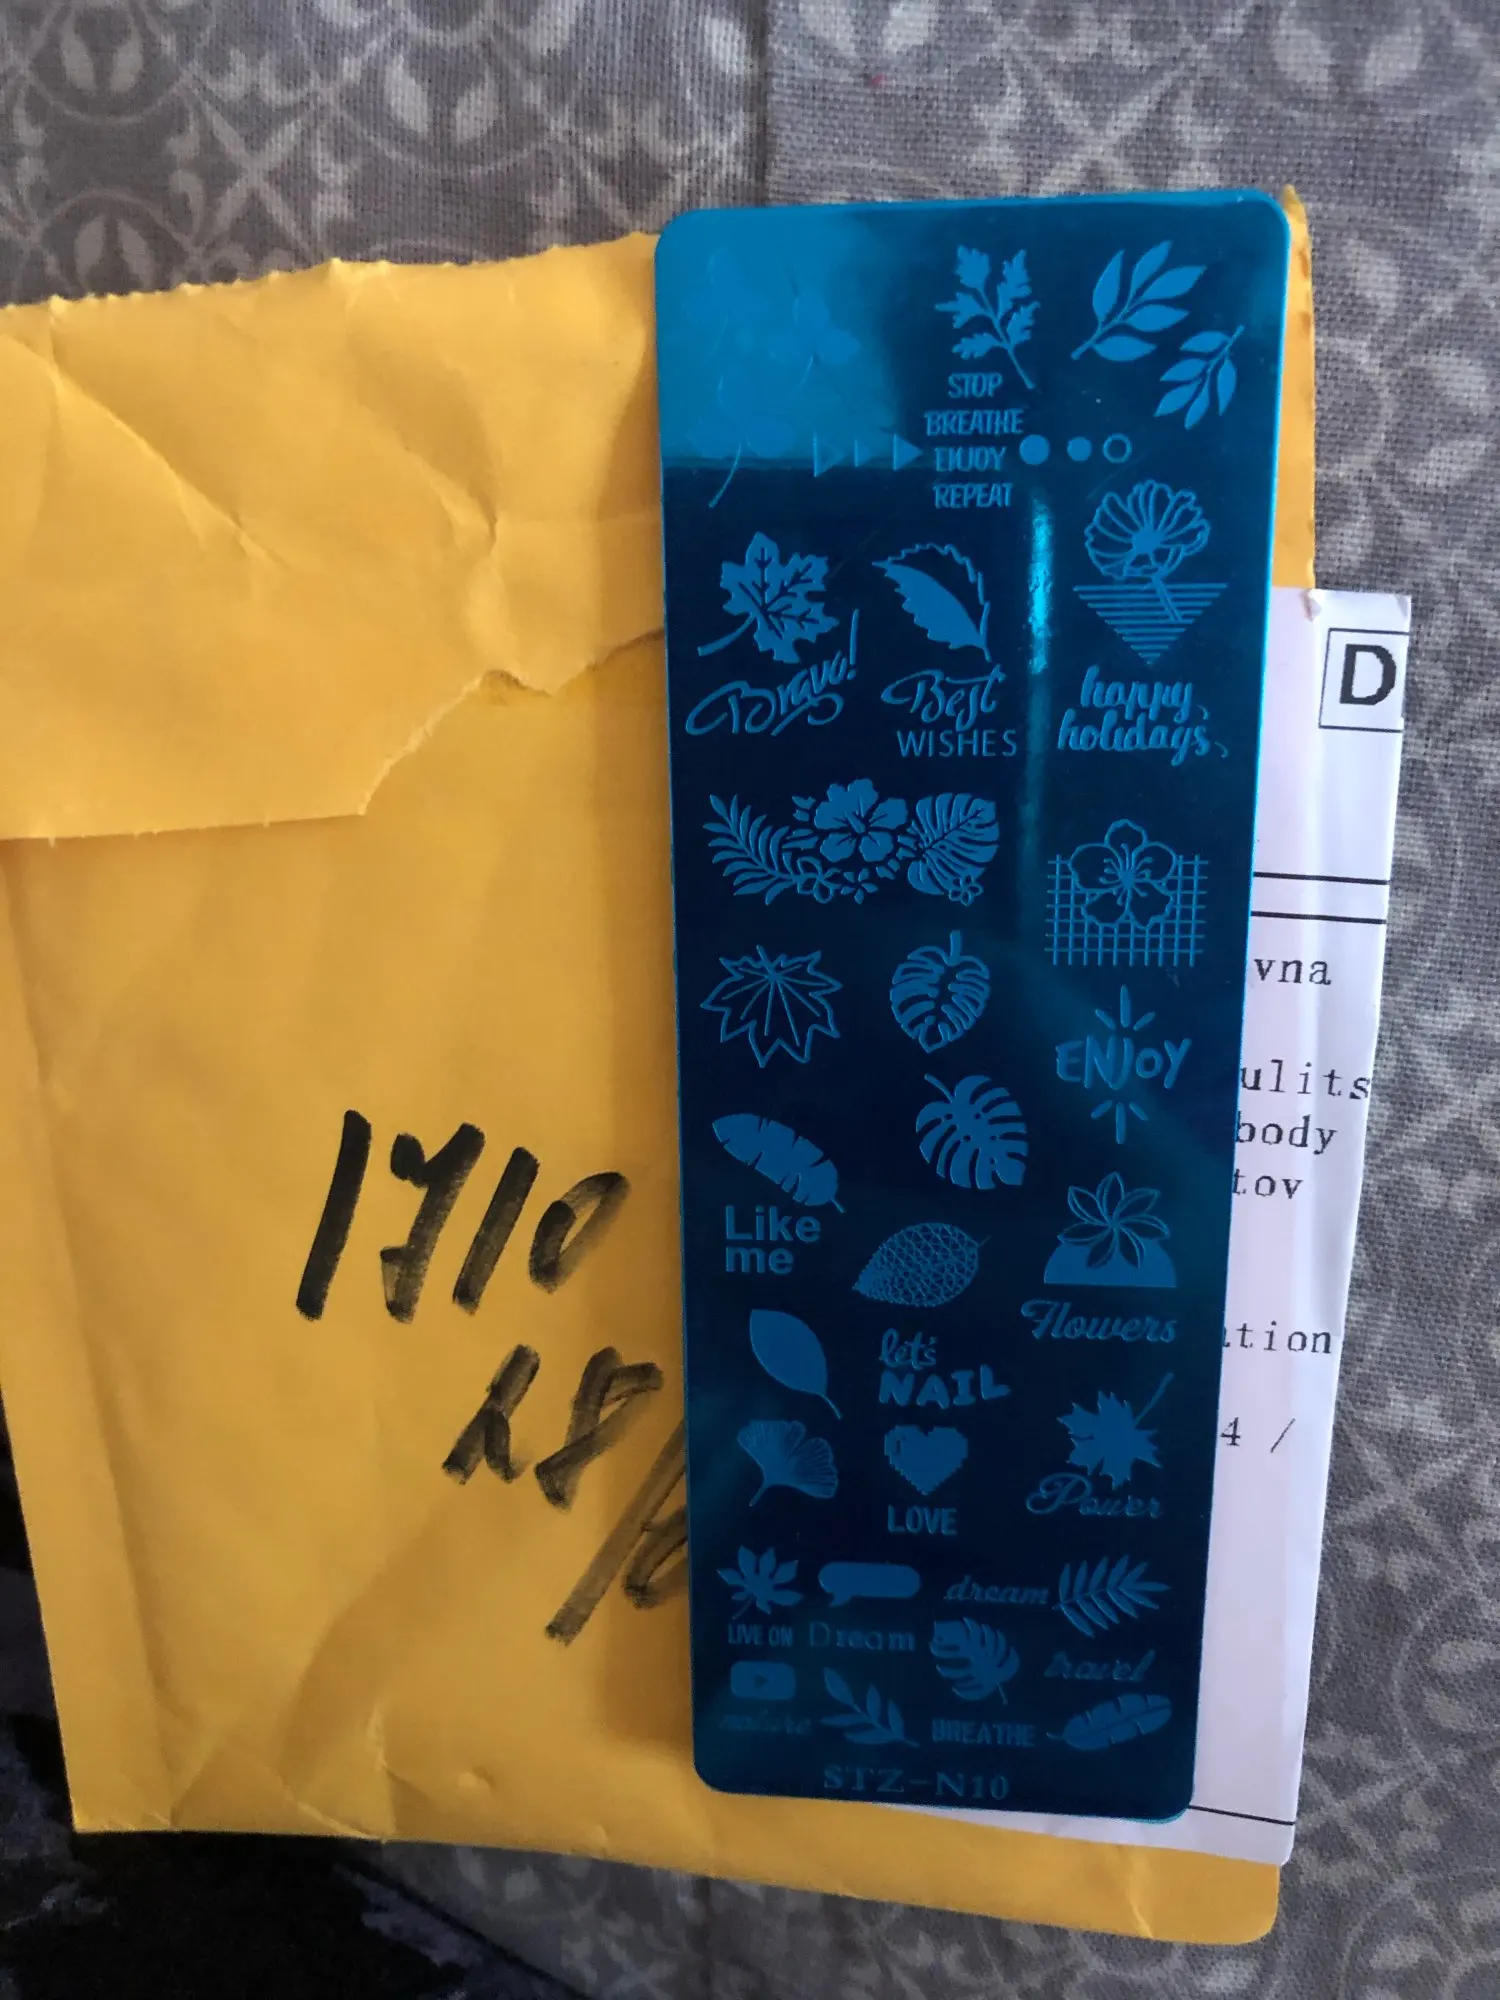 STOP
BREATHE
ENJOY
REPEAT
Bravo!
Best
WISHES
happy
holidays
ENJOY
Like
me
Flowers
let's
NAIL
LOVE
Power
dream
LIVE ON
Dream
travel
nature
BREATHE
STZ-N10
1710
D
vna
ulits
body
tov
tion
4 /